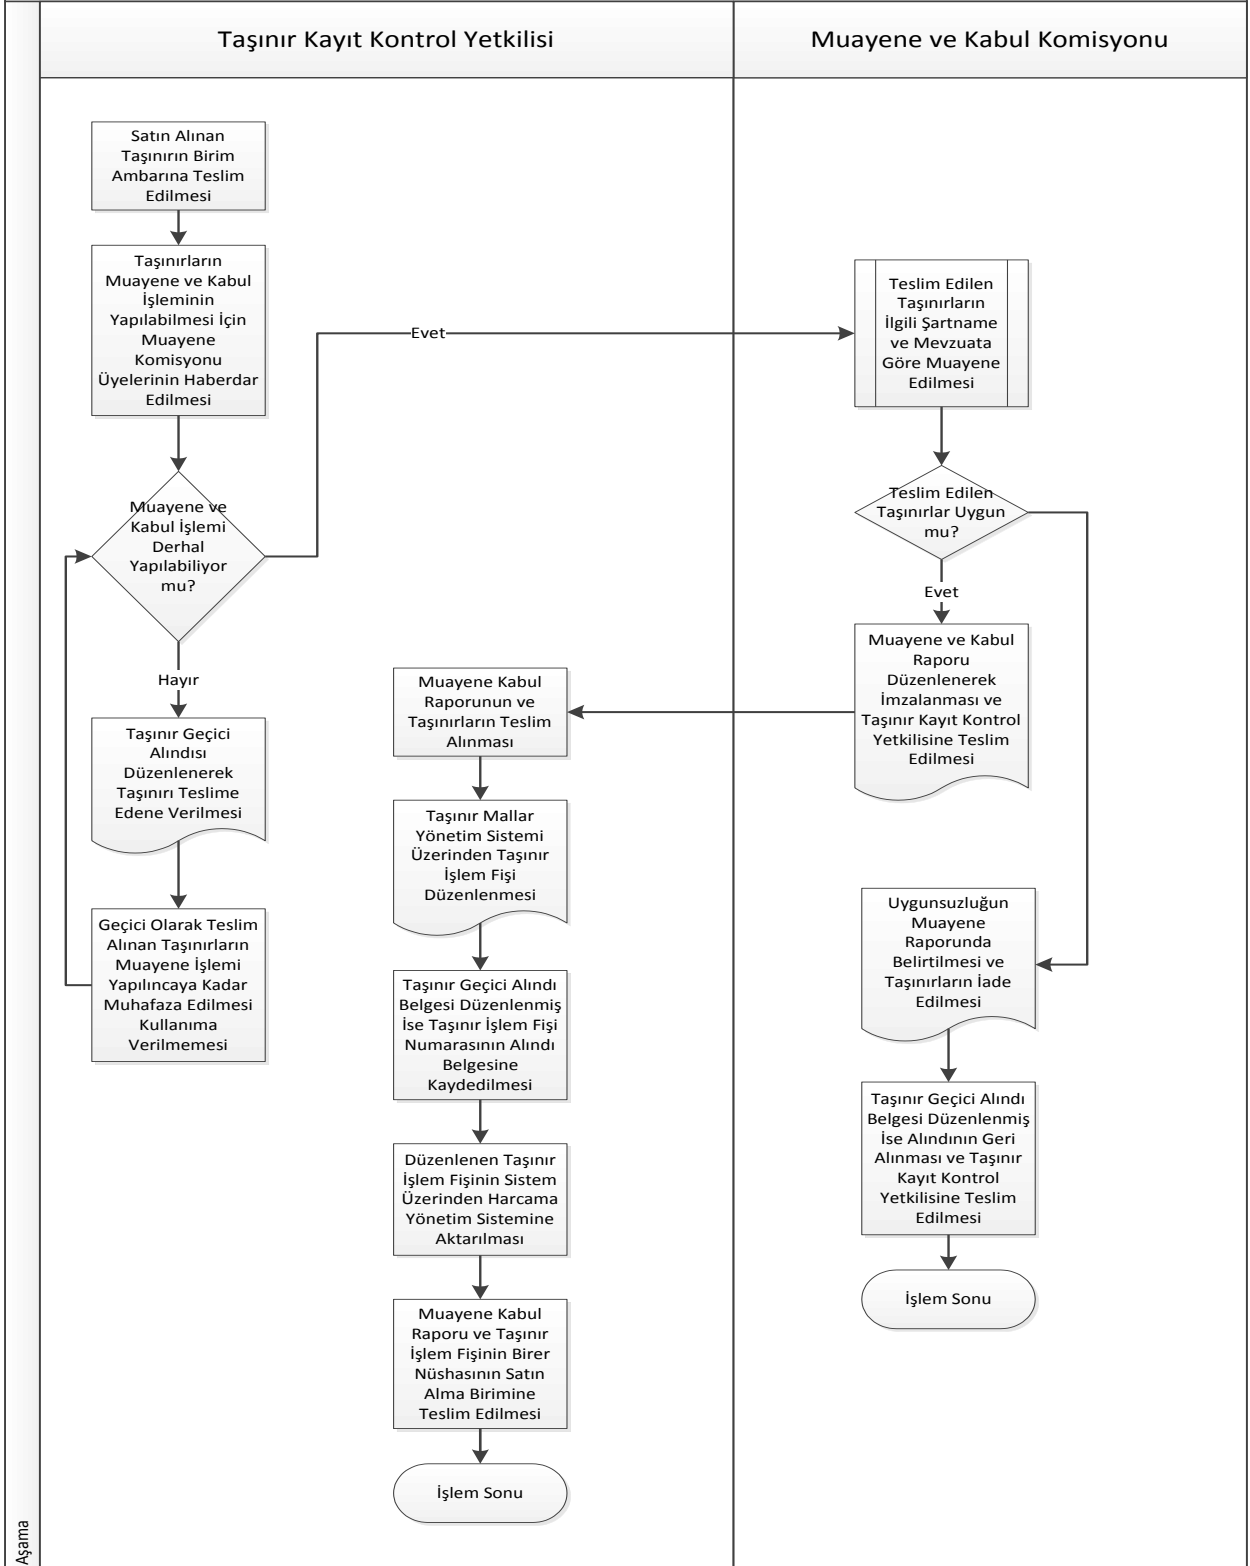 Taşınır Kayıt Kontrol Yetkilisi
Muayene ve Kabul Komisyonu
Satın Alınan
Taşınırın Birim
Ambarına Teslim
Edilmesi
Taşınırların
Muayene ve Kabul
İşleminin
Yapılabilmesi İçin
Muayene
Komisyonu
Üyelerinin Haberdar
Edilmesi
Muayene ve
Kabul İşlemi
Derhal
Yapılabiliyor
mu?
Evet
Hayır
Taşınır Geçici
Alındısı
Düzenlenerek
Taşınırı Teslime
Edene Verilmesi
Geçici Olarak Teslim
Alınan Taşınırların
Muayene İşlemi
Yapılıncaya Kadar
Muhafaza Edilmesi
Kullanıma
Verilmemesi
Teslim Edilen
Taşınırların
İlgili Şartname
ve Mevzuata
Göre Muayene
Edilmesi
Teslim Edilen
Taşınırlar Uygun
mu?
Evet
Muayene ve Kabul
Raporu
Düzenlenerek
İmzalanması ve
Taşınır Kayıt Kontrol
Yetkilisine Teslim
Edilmesi
Muayene Kabul
Raporunun ve
Taşınırların Teslim
Alınması
Taşınır Mallar
Yönetim Sistemi
Üzerinden Taşınır
İşlem Fişi
Düzenlenmesi
Taşınır Geçici Alındı
Belgesi Düzenlenmiş
İse Taşınır İşlem Fişi
Numarasının Alındı
Belgesine
Kaydedilmesi
Düzenlenen Taşınır
İşlem Fişinin Sistem
Üzerinden Harcama
Yönetim Sistemine
Aktarılması
Muayene Kabul
Raporu ve Taşınır
İşlem Fişinin Birer
Nüshasının Satın
Alma Birimine
Teslim Edilmesi
İşlem Sonu
Uygunsuzluğun
Muayene
Raporunda
Belirtilmesi ve
Taşınırların İade
Edilmesi
Taşınır Geçici Alındı
Belgesi Düzenlenmiş
İse Alındının Geri
Alınması ve Taşınır
Kayıt Kontrol
Yetkilisine Teslim
Edilmesi
İşlem Sonu
Aşama